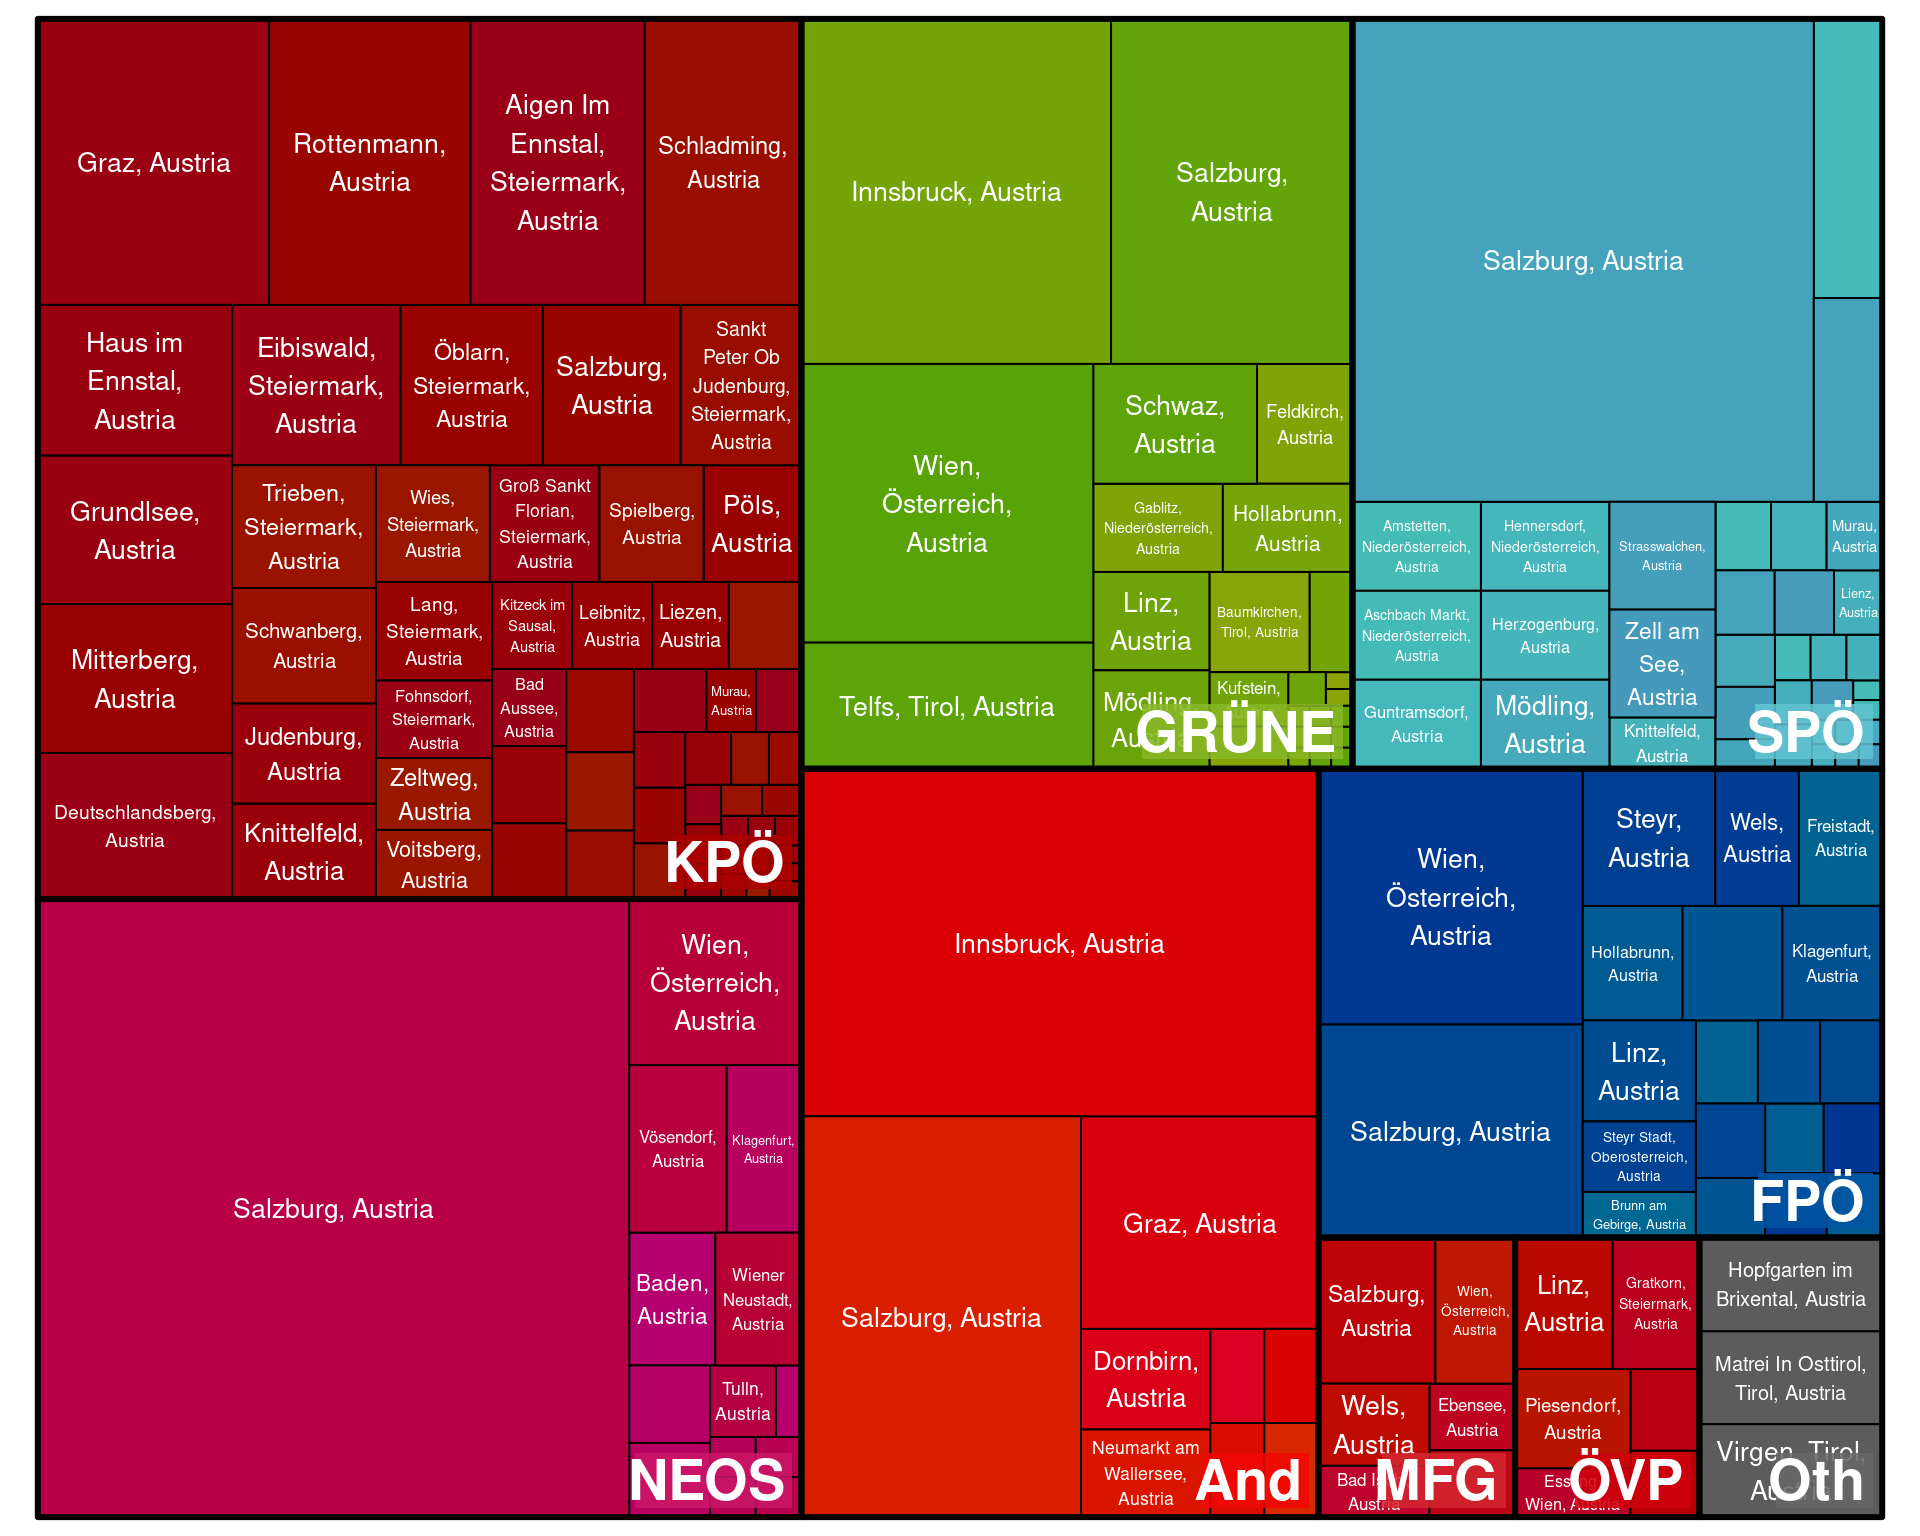 Graz, Austria
Rottenmann,
Austria
Aigen Im
Ennstal,
Steiermark,
Austria
Schladming,
Austria
Haus im
Ennstal,
Austria
Eibiswald,
Steiermark,
Austria
Öblarn,
Steiermark,
Austria
Salzburg,
Austria
Sankt
Peter Ob
Judenburg,
Steiermark,
Austria
Grundlsee,
Austria
Trieben,
Steiermark,
Austria
Wies,
Steiermark,
Austria
Groß Sankt
Florian,
Steiermark,
Austria
Spielberg,
Austria
Pöls,
Austria
Mitterberg,
Austria
Schwanberg,
Austria
Lang,
Steiermark,
Austria
Kitzeck im
Sausal,
Austria
Leibnitz,
Austria
Liezen,
Austria
Judenburg,
Austria
Fohnsdorf,
Steiermark,
Austria
Bad
Aussee,
Austria
Murau,
Austria
Deutschlandsberg,
Austria
Knittelfeld,
Austria
Zeltweg,
Austria
Voitsberg,
Austria
KPÖ
Innsbruck, Austria
Salzburg,
Austria
Wien,
Österreich,
Austria
Schwaz,
Austria
Feldkirch,
Austria
Gablitz,
Niederösterreich,
Austria
Hollabrunn,
Austria
Linz,
Austria
Baumkirchen,
Tirol, Austria
Telfs, Tirol, Austria
Mödling,
Austria
Kufstein,
GRÜNE
Salzburg, Austria
Amstetten,
Niederösterreich,
Austria
Hennersdorf,
Niederösterreich,
Austria
Strasswalchen,
Austria
Murau,
Austria
Lienz,
Austria
Aschbach Markt,
Niederösterreich,
Austria
Herzogenburg,
Austria
Zell am
See,
Austria
Guntramsdorf,
Austria
Mödling,
Austria
Knittelfeld,
Austria
SPÖ
Salzburg, Austria
Wien,
Österreich,
Austria
Vösendorf,
Austria
Klagenfurt,
Austria
Baden,
Austria
Wiener
Neustadt,
Austria
Tulln,
Austria
NEOS
Innsbruck, Austria
Salzburg, Austria
Graz, Austria
Dornbirn,
Austria
Neumarkt am
Wallersee,
Austria
And
Wien,
Österreich,
Austria
Steyr,
Austria
Wels,
Austria
Freistadt,
Austria
Hollabrunn,
Austria
Klagenfurt,
Austria
Salzburg, Austria
Linz,
Austria
Steyr Stadt,
Oberosterreich,
Austria
Brunn am
Gebirge, Austria
FPÖ
Salzburg,
Austria
Wien,
Österreich,
Austria
Wels,
Austria
Ebensee,
Austria
Bad
Austria
MFG
Linz,
Austria
Gratkorn,
Steiermark,
Austria
Piesendorf,
Austria
Essling,
Wien, Austria
ÖVP
Hopfgarten im
Brixental, Austria
Matrei In Osttirol,
Tirol, Austria
Virgen, Tirol,
Austria
Oth